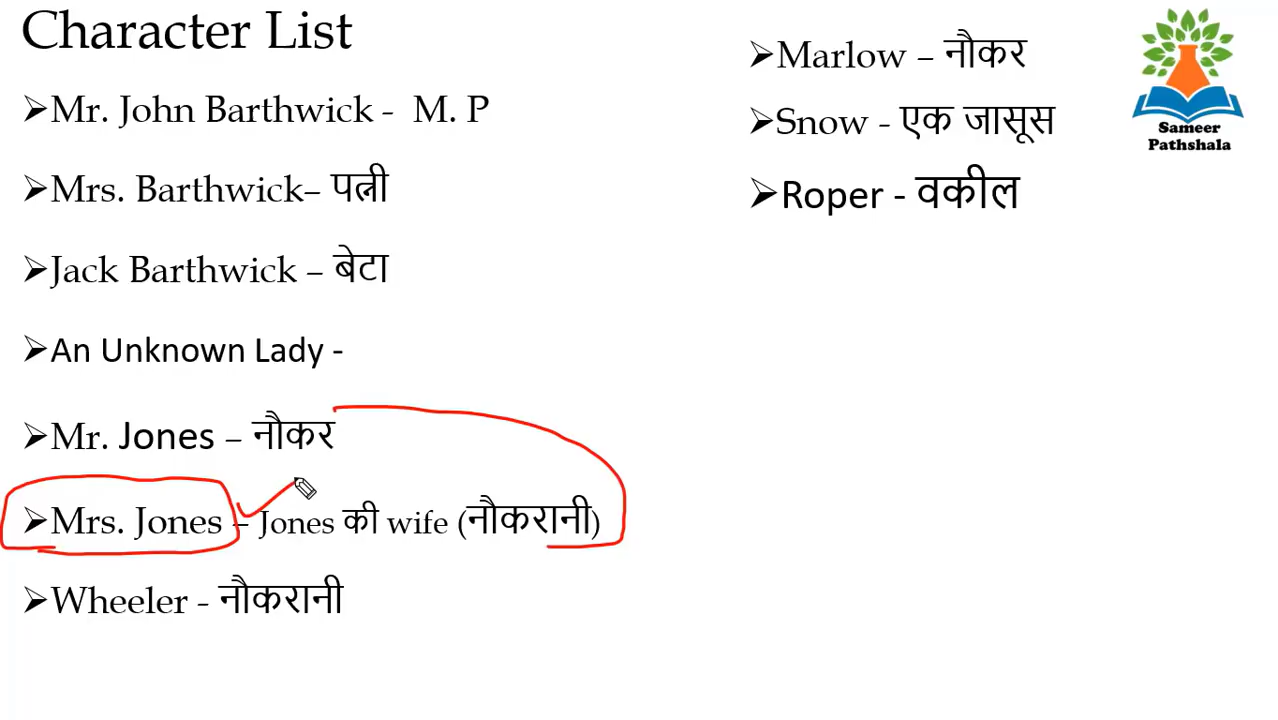 Character List
➢Mr. John Barthwick - M. P
➢Mrs. Barthwick– पत्नी
➢Jack Barthwick – बेटा
➢An Unknown Lady -
➢Mr. Jones – नौकर
➢Mrs. Jones – Jones की wife (नौकरानी)
➢Wheeler - नौकरानी
➢Marlow – नौकर
➢Snow - एक जासूस
➢Roper - वकील
Sameer
Pathshala